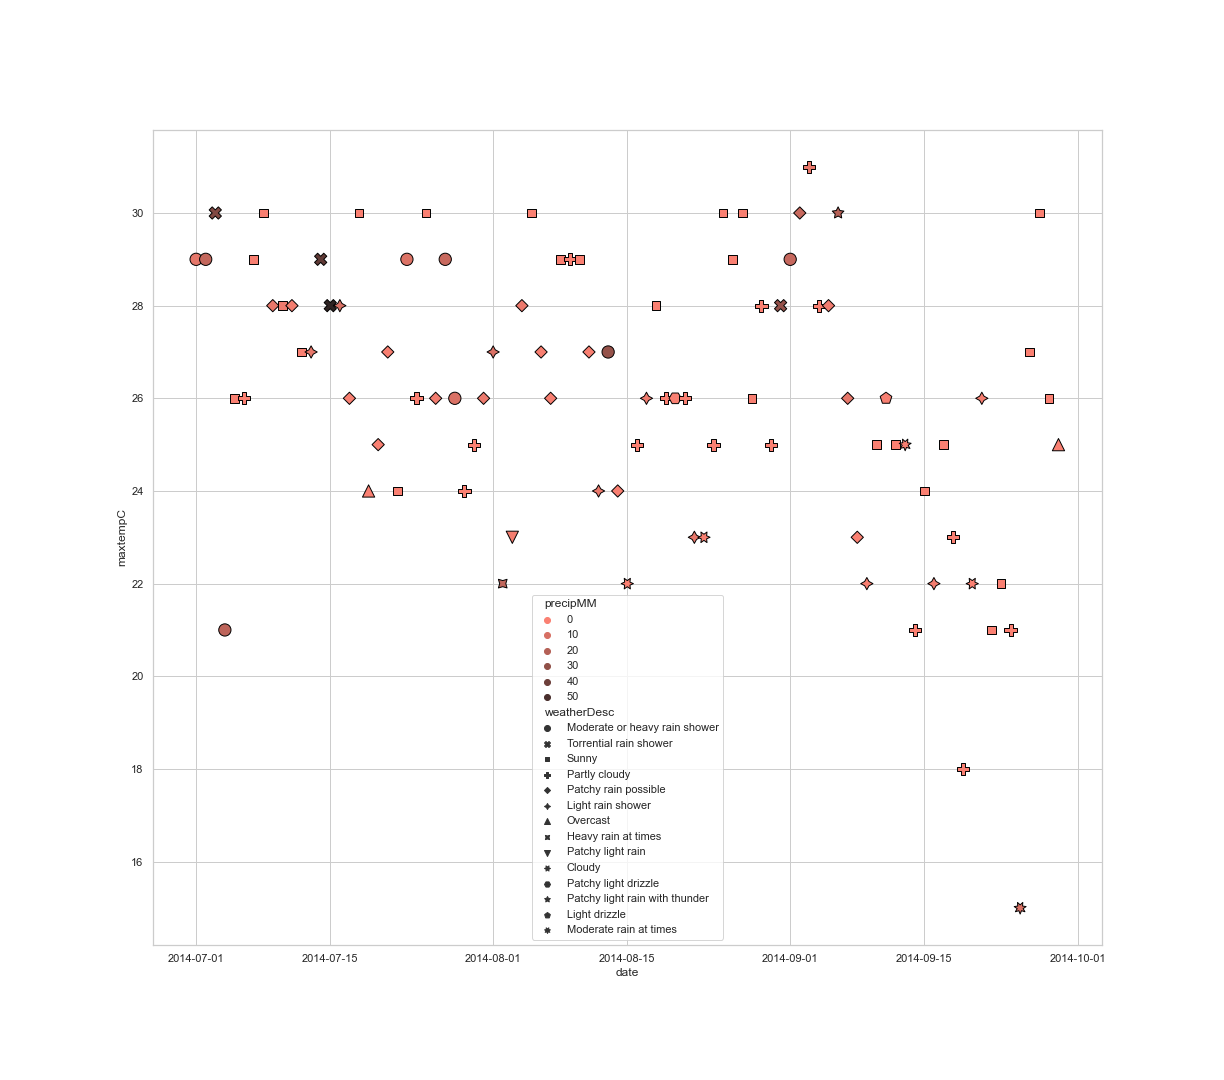 30
28
26
24
22
20
18
16
maxtempC
precipMM
0
10
20
30
40
50
weatherDesc
Moderate or heavy rain shower
Torrential rain shower
Sunny
Partly cloudy
Patchy rain possible
Light rain shower
Overcast
Heavy rain at times
Patchy light rain
Cloudy
Patchy light drizzle
Patchy light rain with thunder
Light drizzle
Moderate rain at times
2014-07-01 2014-07-15 2014-08-01 2014-08-15 2014-09-01 2014-09-15 2014-10-01
date